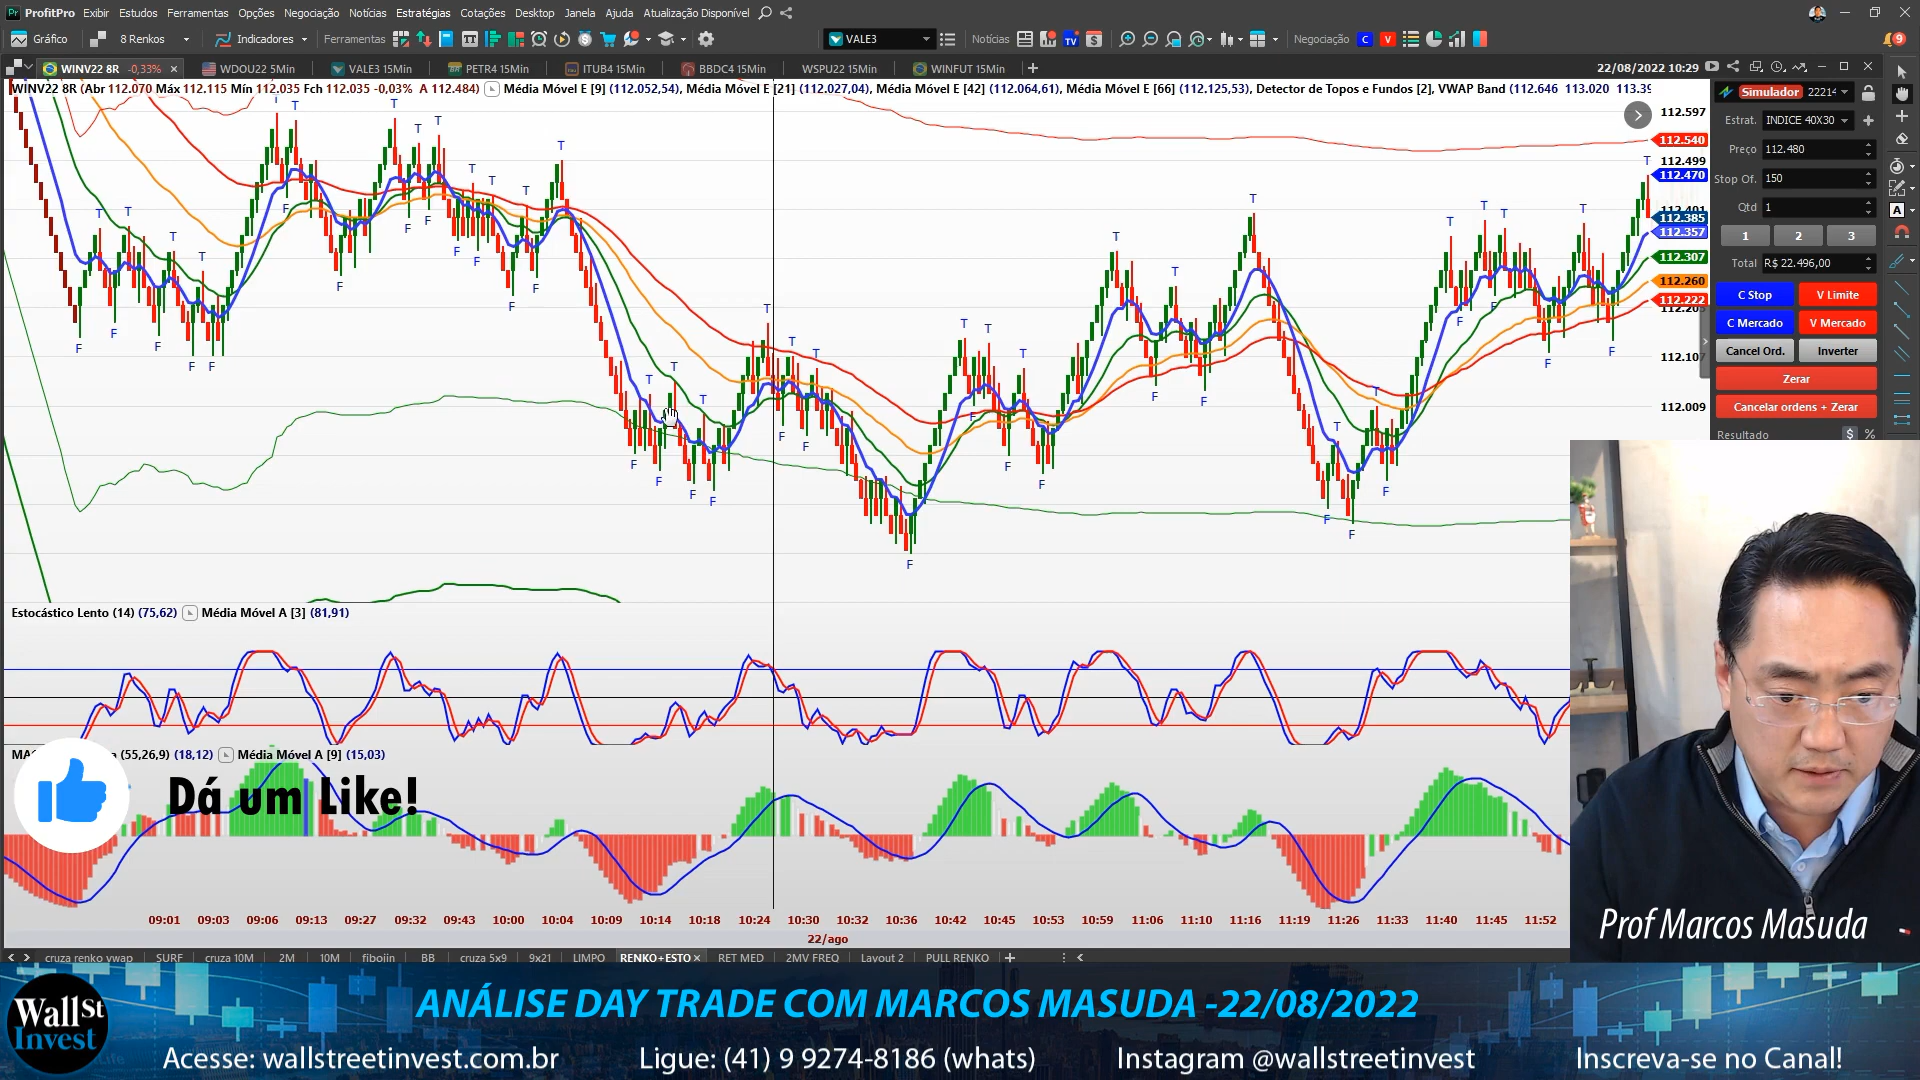 ProfitPro Exibir Estudos Ferramentas Opções Negociação Notícias Estratégias Cotações Desktop Janela Ajuda Atualização Disponível
Gráfico 8 Renkos Indicadores Ferramentas VALE3 Notícias TV Negociação C V 9
WINV22 8R -0,33% WDOU22 5Min VALE3 15Min PETR4 15Min ITUB4 15Min BBDC4 15Min WSPU22 15Min WINFUT 15Min 22/08/2022 10:29
WINV22 8R (Abr 112.070 Máx 112.115 Mín 112.035 Fch 112.035 -0,03% A 112.484) Média Móvel E [9] (112.052,54), Média Móvel E [21] (112.027,04), Média Móvel E [42] (112.064,61), Média Móvel E [66] (112.125,53), Detector de Topos e Fundos [2], VWAP Band (112.646 113.020
112.597
112.540
112.499
112.470
112.385
112.357
112.307
112.260
112.222
112.107
112.009
Simulador
Estrat. INDICE 40X30
Preço 112.480
Stop Of. 150
Qtd 1
1 2 3
Total R$ 22.496,00
C Stop V Limite
C Mercado V Mercado
Cancel Ord. Inverter
Zerar
Cancelar ordens + Zerar
Resultado $ %
Estocástico Lento (14) (75,62) Média Móvel A [3] (81,91)
(55,26,9) (18,12) Média Móvel A [9] (15,03)
Dá um Like!
09:01 09:03 09:06 09:13 09:27 09:32 09:43 10:00 10:04 10:09 10:14 10:18 10:24 10:30 10:32 10:36 10:42 10:45 10:53 10:59 11:06 11:10 11:16 11:19 11:26 11:33 11:40 11:45 11:52
22/ago
Prof Marcos Masuda
cruza renko vwap SURF cruza 10M 2M 10M fiboiin BB cruza 5x9 9x21 LIMPO RENKO+ESTO RET MED 2MV FREQ Layout 2 PULL RENKO
Wall St Invest
ANÁLISE DAY TRADE COM MARCOS MASUDA -22/08/2022
Acesse: wallstreetinvest.com.br Ligue: (41) 9 9274-8186 (whats) Instagram @wallstreetinvest Inscreva-se no Canal!